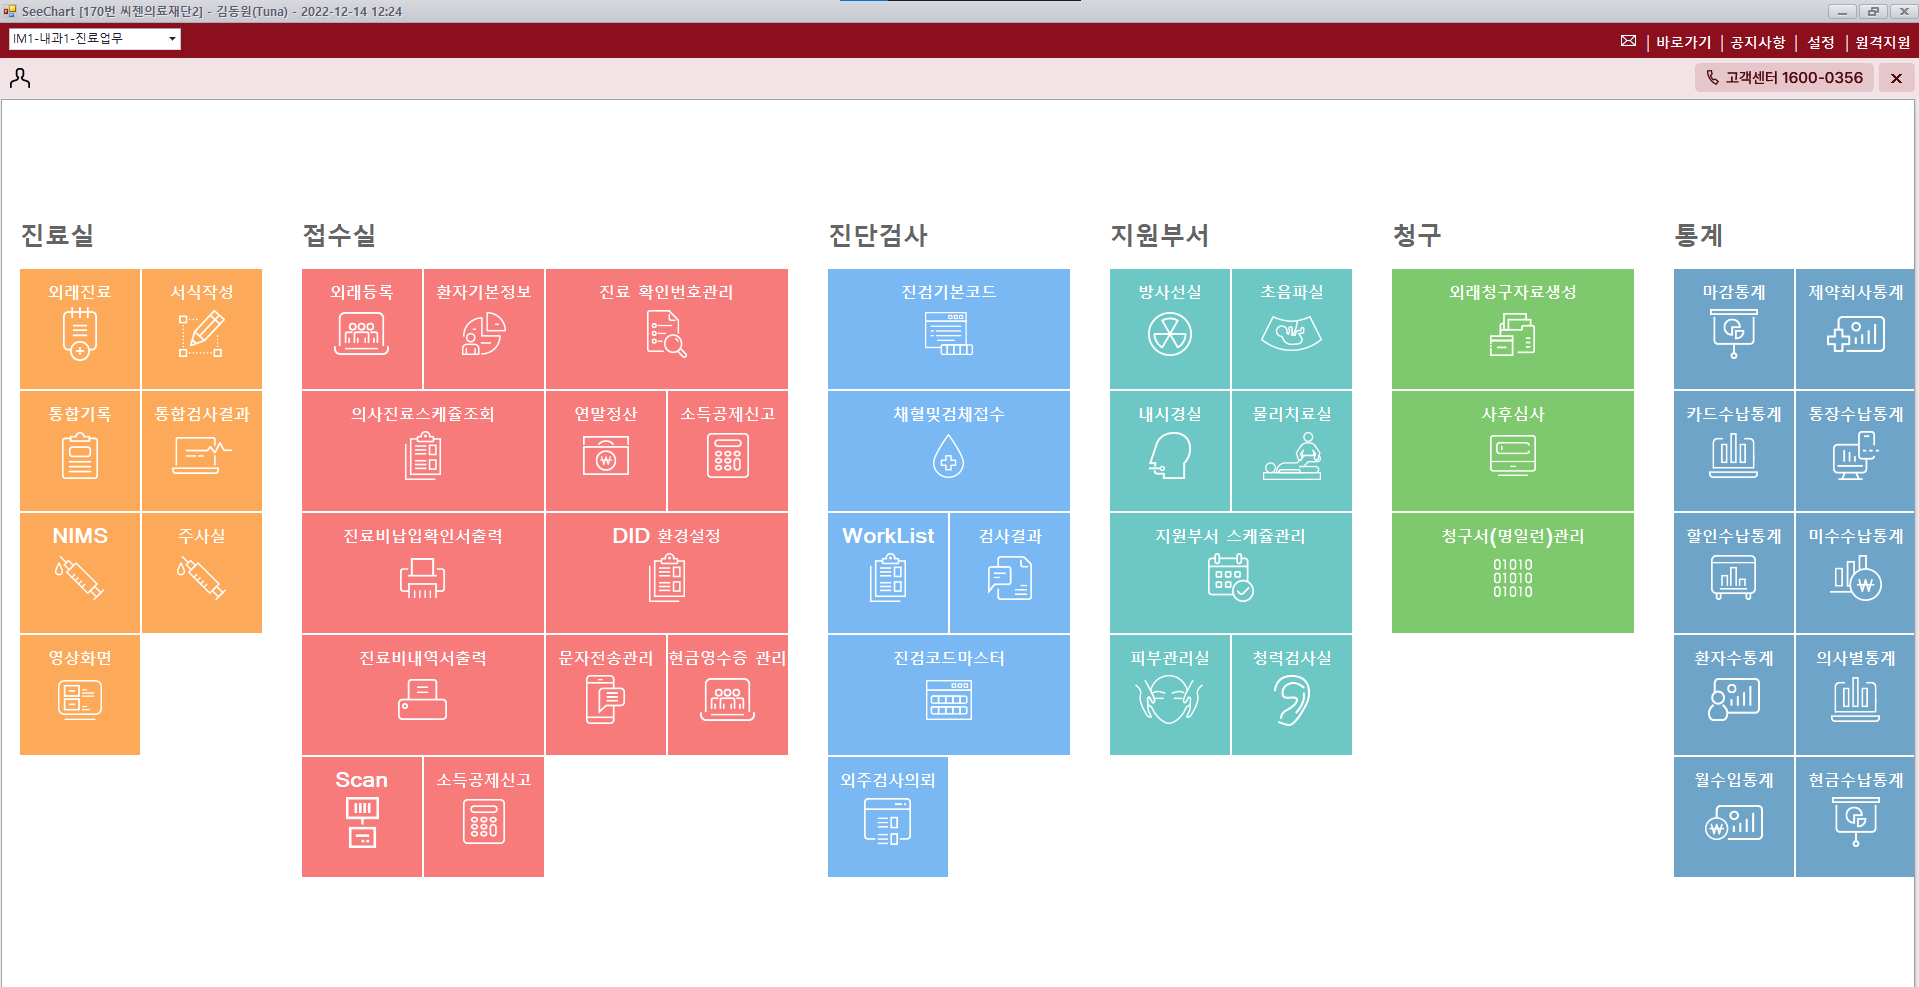 SeeChart [170번 씨젠의료재단2] - 김동원(Tuna) - 2022-12-14 12:24
IM1-내과1-진료업무
바로가기 | 공지사항 | 설정 | 원격지원
고객센터 1600-0356
진료실
외래진료
서식작성
통합기록
통합검사결과
NIMS
주사실
영상화면
접수실
외래등록
환자기본정보
진료 확인번호관리
의사진료스케쥴조회
연말정산
소득공제신고
진료비납입확인서출력
DID 환경설정
진료비내역서출력
문자전송관리
현금영수증 관리
Scan
소득공제신고
진단검사
진검기본코드
채혈및검체접수
WorkList
검사결과
진검코드마스터
외주검사의뢰
지원부서
방사선실
초음파실
내시경실
물리치료실
지원부서 스케쥴관리
피부관리실
청력검사실
청구
외래청구자료생성
사후심사
청구서(명일련)관리
01010
01010
01010
통계
마감통계
제약회사통계
카드수납통계
통장수납통계
할인수납통계
미수수납통계
환자수통계
의사별통계
월수입통계
현금수납통계